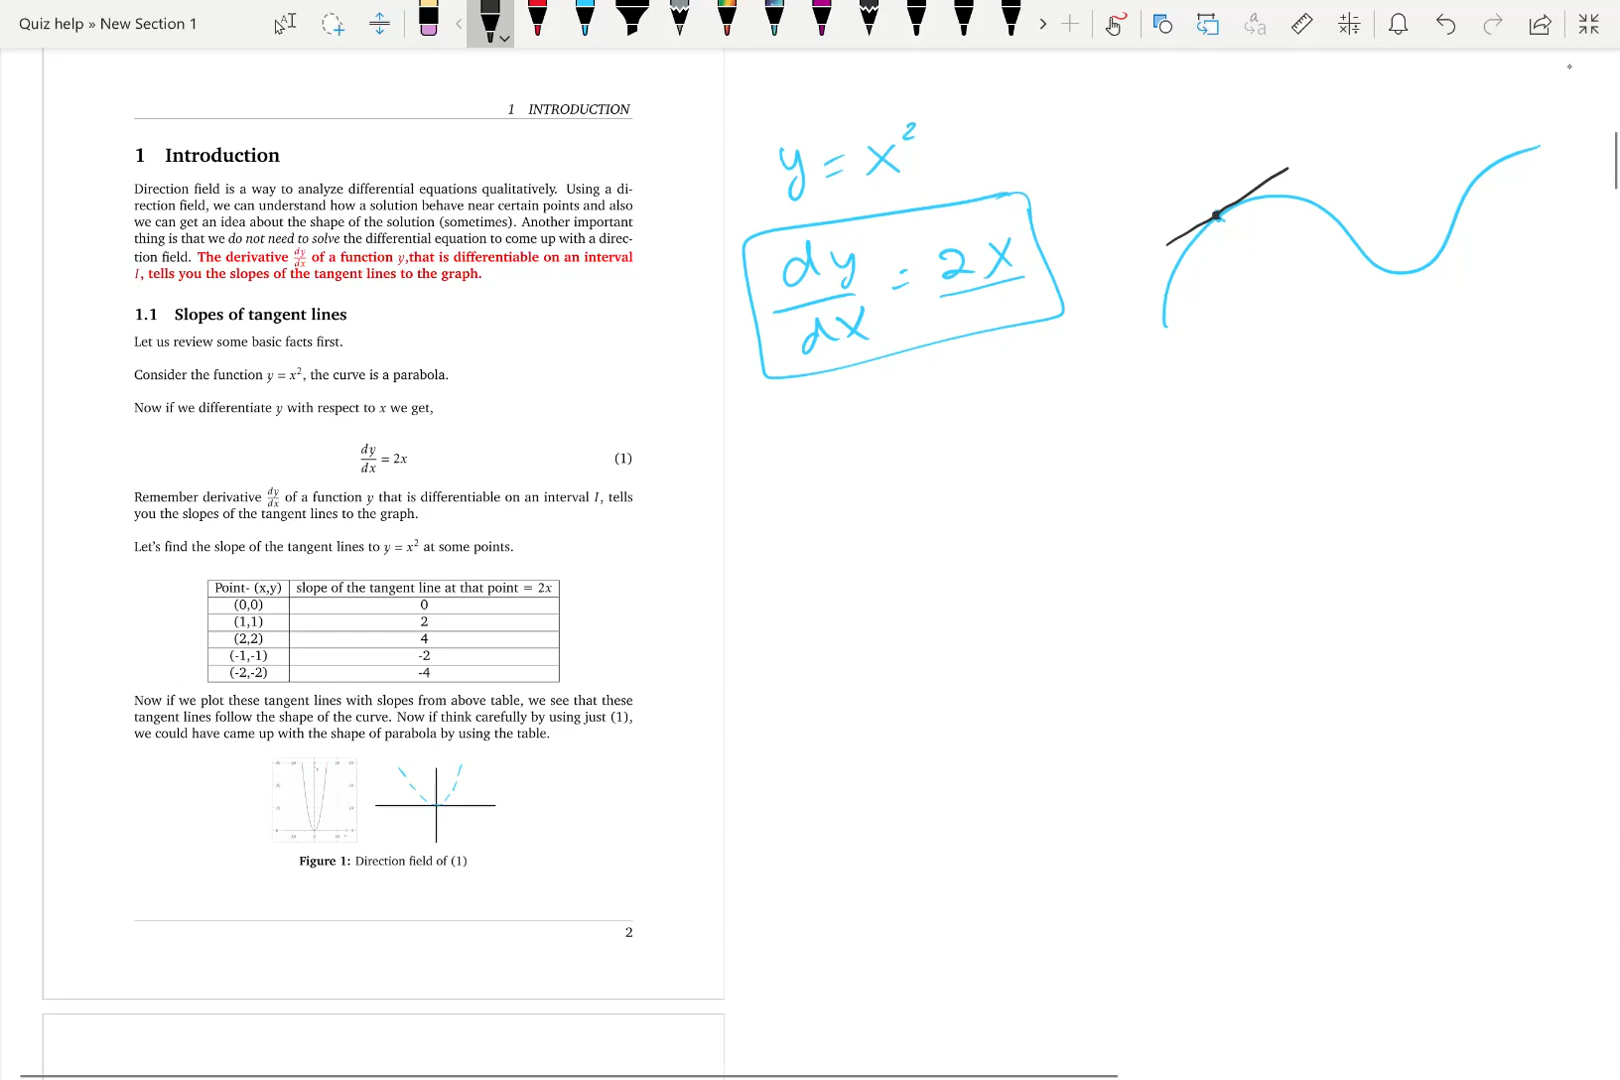 Quiz help » New Section 1
1 INTRODUCTION
1 Introduction
Direction field is a way to analyze differential equations qualitatively. Using a di-
rection field, we can understand how a solution behave near certain points and also
we can get an idea about the shape of the solution (sometimes). Another important
thing is that we do not need to solve the differential equation to come up with a direc-
tion field. The derivative dy/dx of a function y,that is differentiable on an interval
I, tells you the slopes of the tangent lines to the graph.
1.1 Slopes of tangent lines
Let us review some basic facts first.
Consider the function y = x², the curve is a parabola.
Now if we differentiate y with respect to x we get,
dy/dx = 2x (1)
Remember derivative dy/dx of a function y that is differentiable on an interval I, tells
you the slopes of the tangent lines to the graph.
Let's find the slope of the tangent lines to y = x² at some points.
Point- (x,y) slope of the tangent line at that point = 2x
(0,0) 0
(1,1) 2
(2,2) 4
(-1,-1) -2
(-2,-2) -4
Now if we plot these tangent lines with slopes from above table, we see that these
tangent lines follow the shape of the curve. Now if think carefully by using just (1),
we could have came up with the shape of parabola by using the table.
Figure 1: Direction field of (1)
2
y = x²
dy/dx = 2x